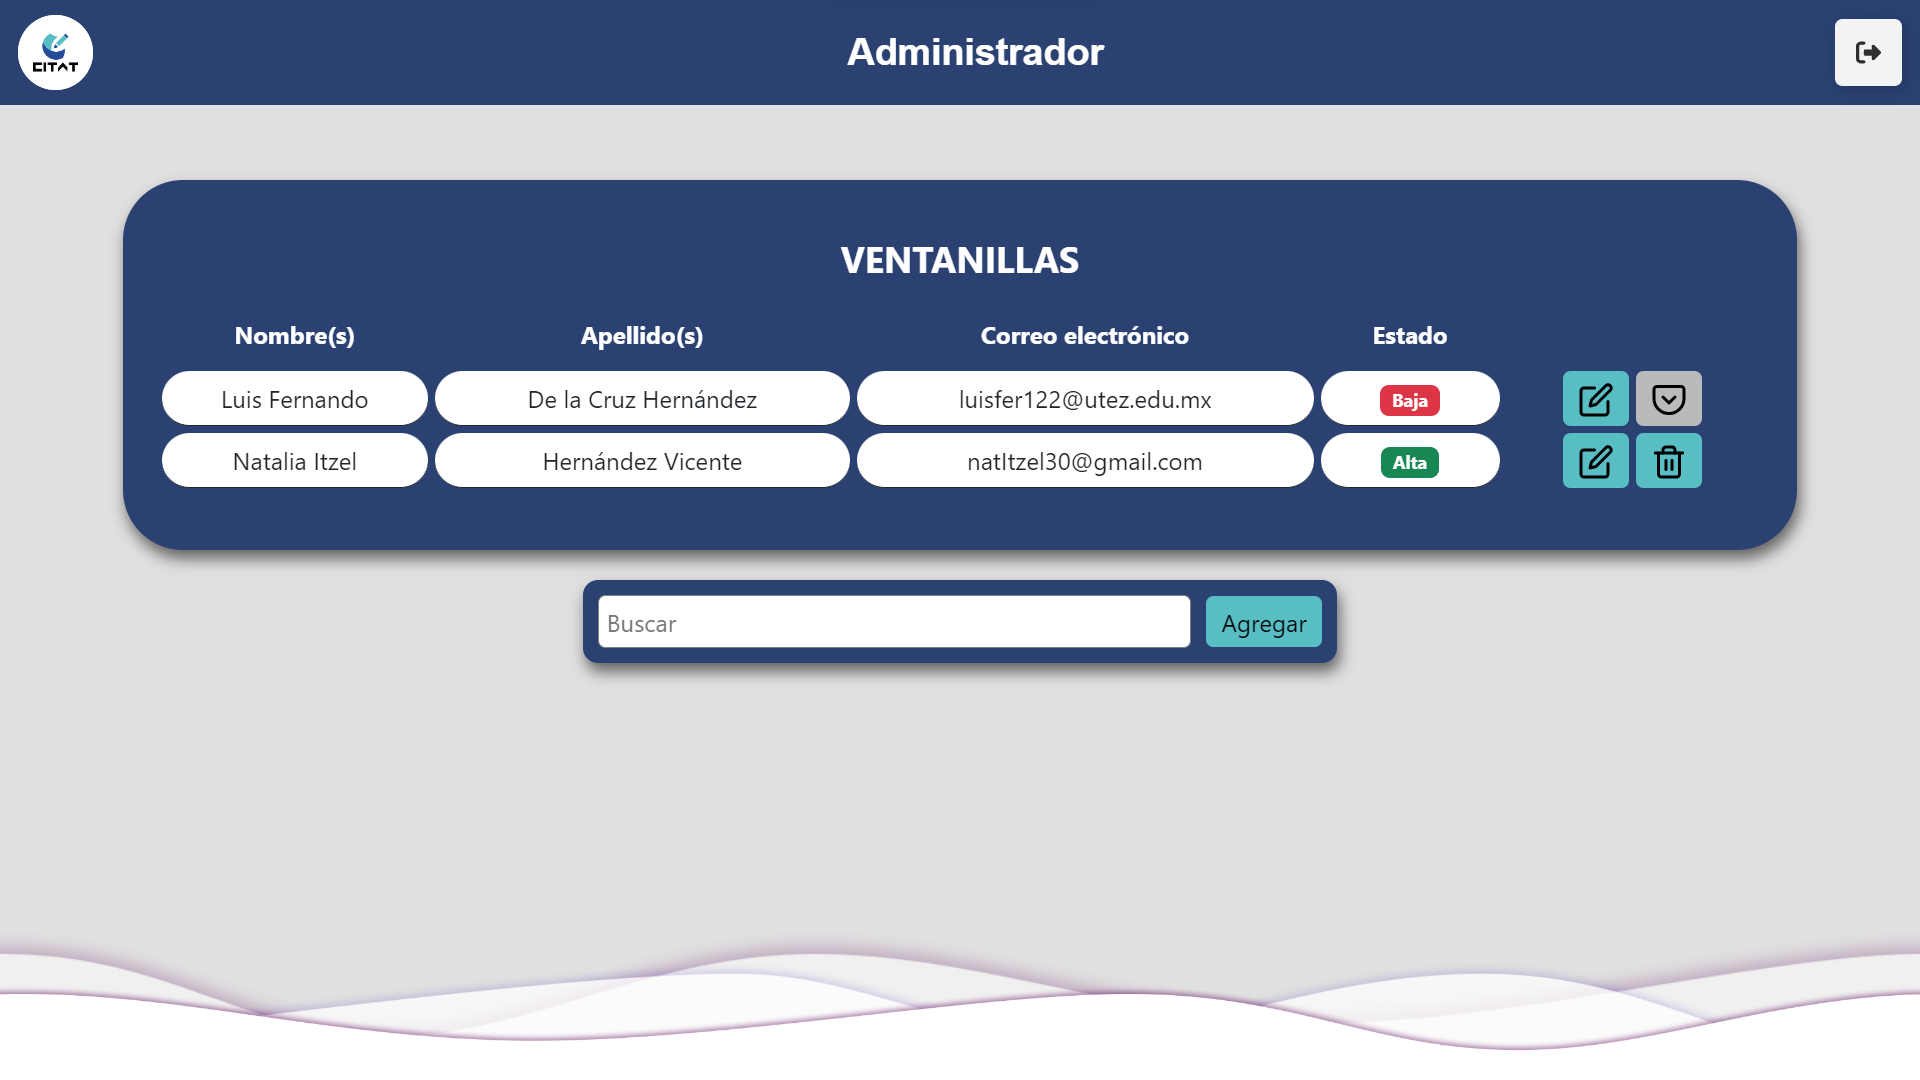 CITAT
Administrador
VENTANILLAS
Nombre(s) Apellido(s) Correo electrónico Estado
Luis Fernando De la Cruz Hernández luisfer122@utez.edu.mx Baja
Natalia Itzel Hernández Vicente natItzel30@gmail.com Alta
Buscar Agregar